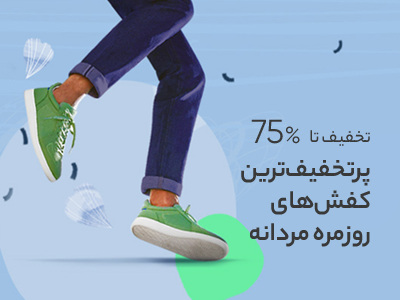 تخفیف تا 75%
پرتخفیف‌ترین
کفش‌های
روزمره مردانه